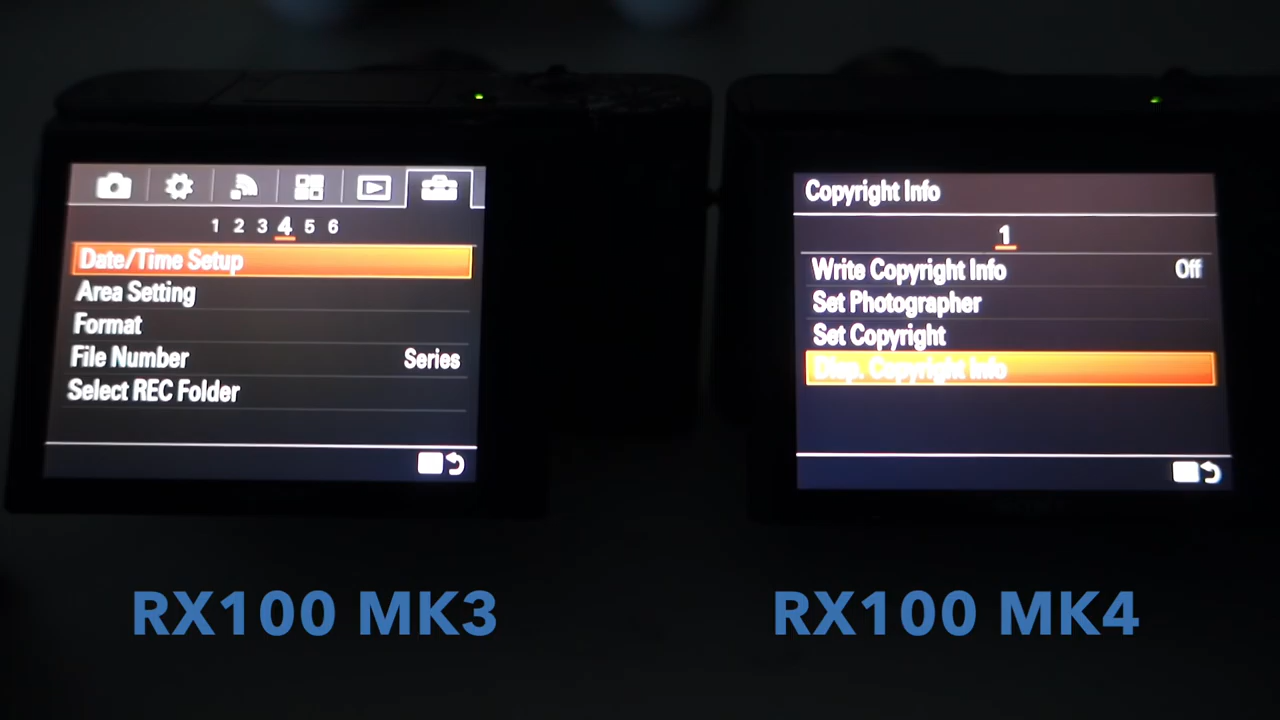 1 2 3 4 5 6
Date/Time Setup
Area Setting
Format
File Number Series
Select REC Folder
Copyright Info
1
Write Copyright Info Off
Set Photographer
Set Copyright
Disp. Copyright Info
RX100 MK3
RX100 MK4